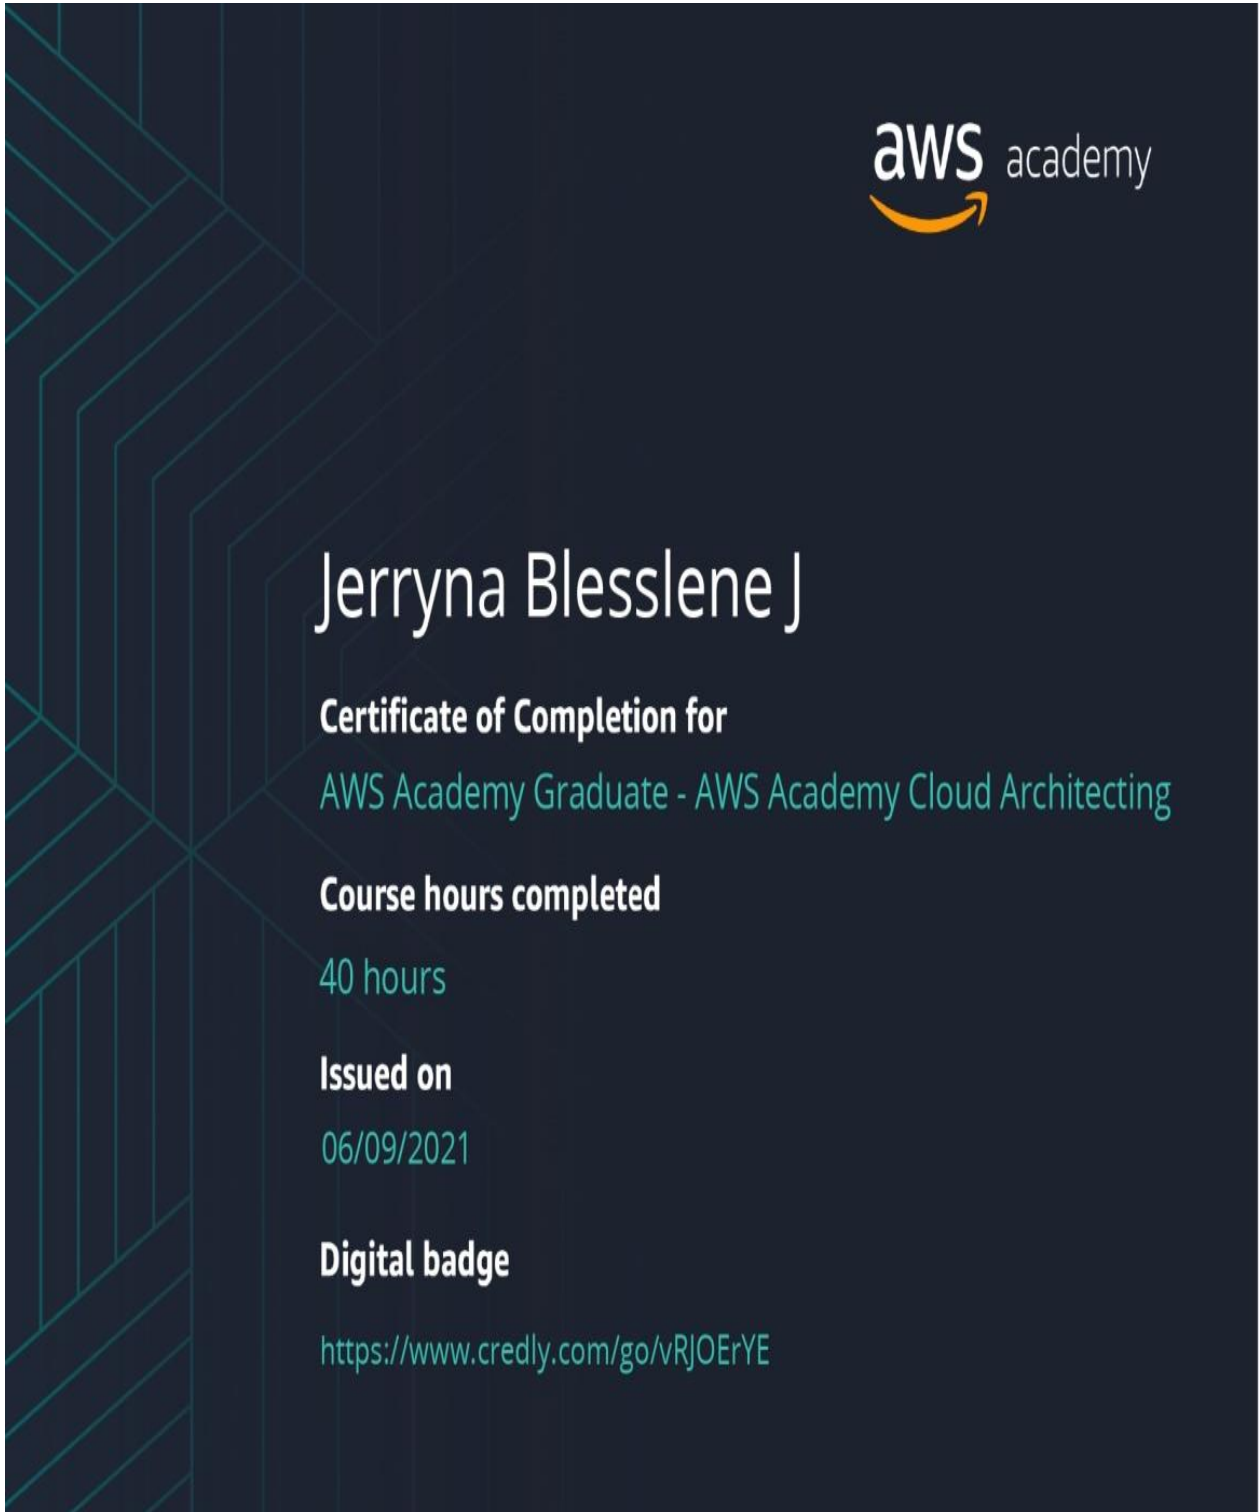 aws academy
Jerryna Blesslene J
Certificate of Completion for
AWS Academy Graduate - AWS Academy Cloud Architecting
Course hours completed
40 hours
Issued on
06/09/2021
Digital badge
https://www.credly.com/go/vRJOErYE